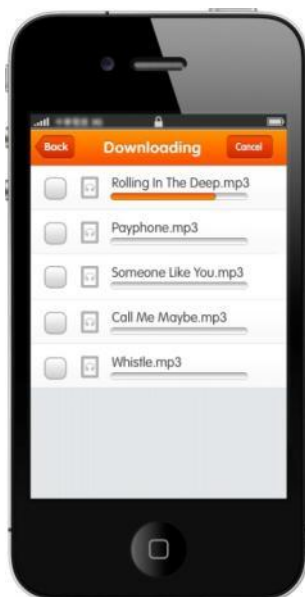 Back
Downloading
Cancel
Rolling In The Deep.mp3
Payphone.mp3
Someone Like You.mp3
Call Me Maybe.mp3
Whistle.mp3